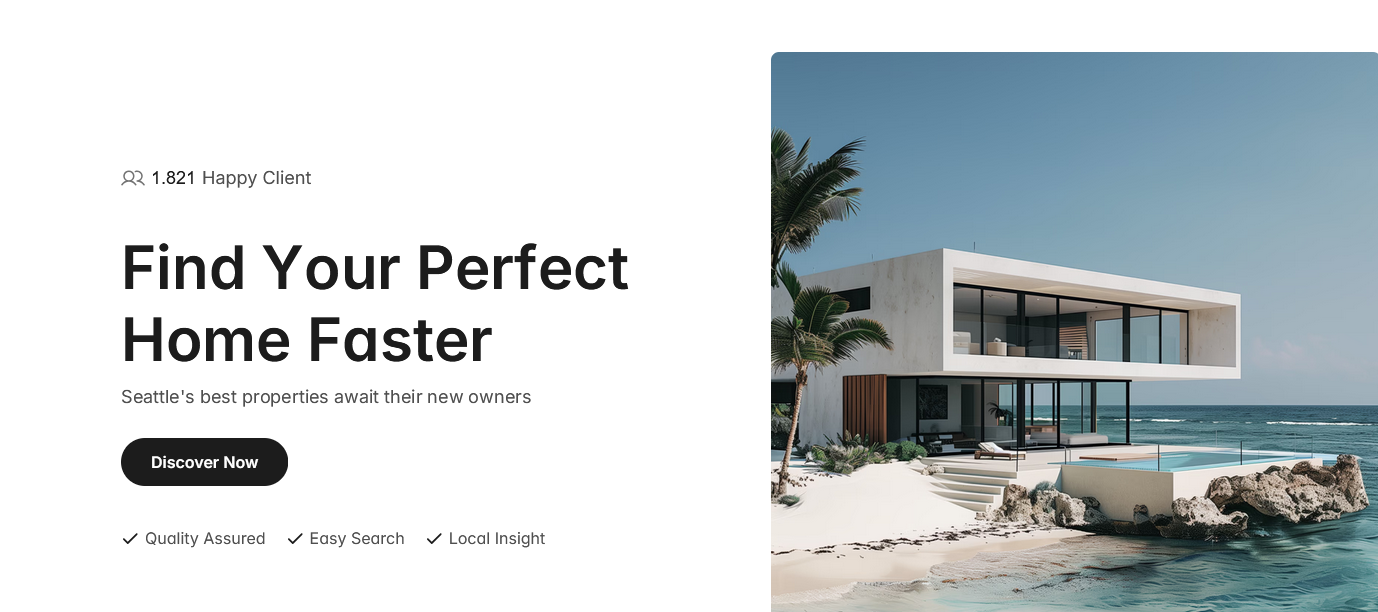 1.821 Happy Client
Find Your Perfect
Home Faster
Seattle's best properties await their new owners
Discover Now
Quality Assured
Easy Search
Local Insight